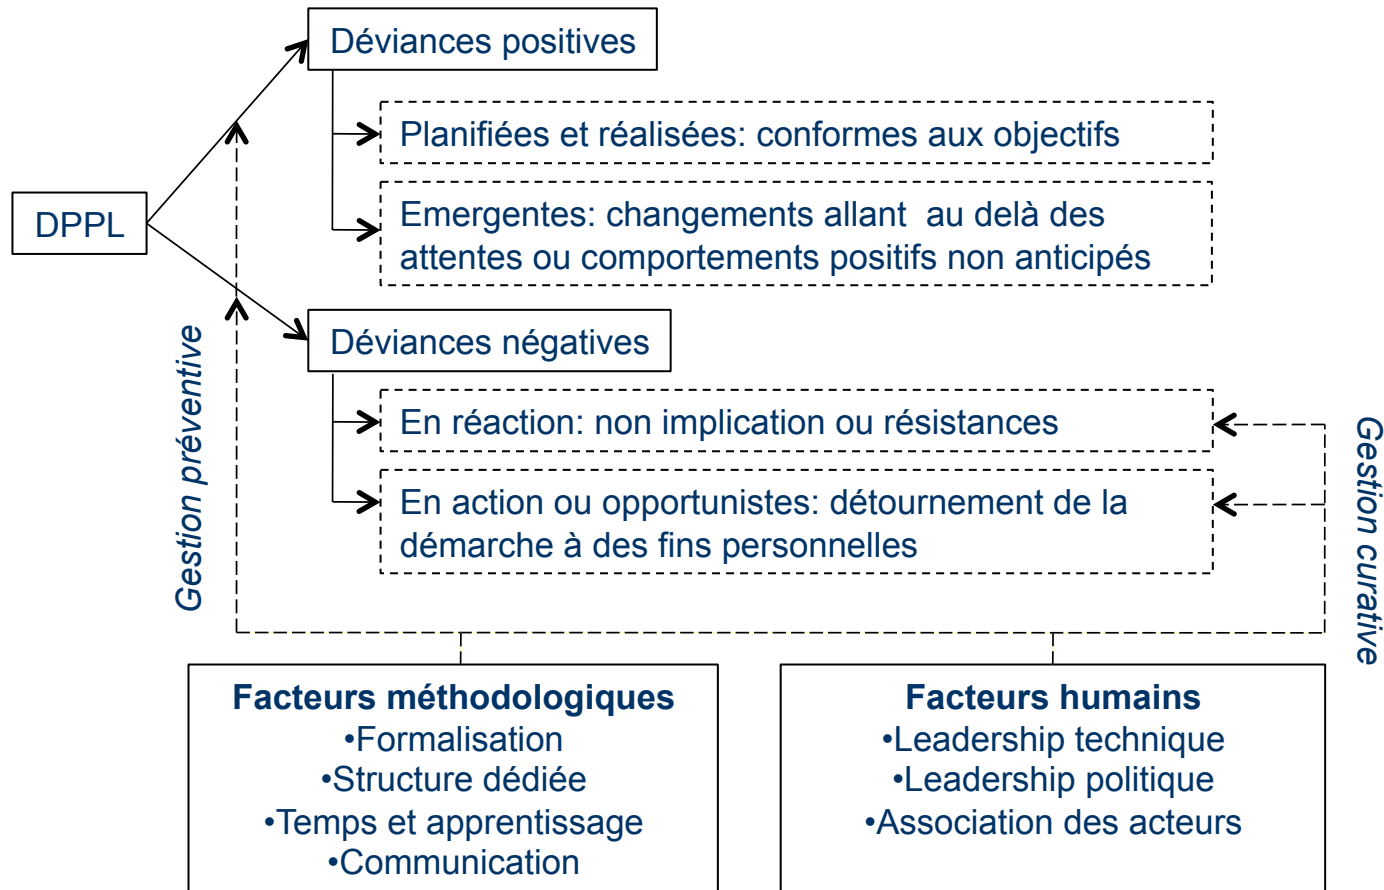 Déviances positives
Planifiées et réalisées: conformes aux objectifs
DPPL
Emergentes: changements allant au delà des
attentes ou comportements positifs non anticipés
Déviances négatives
Gestion préventive
En réaction: non implication ou résistances
En action ou opportunistes: détournement de la
démarche à des fins personnelles
Gestion curative
Facteurs méthodologiques
•Formalisation
•Structure dédiée
•Temps et apprentissage
•Communication
Facteurs humains
•Leadership technique
•Leadership politique
•Association des acteurs